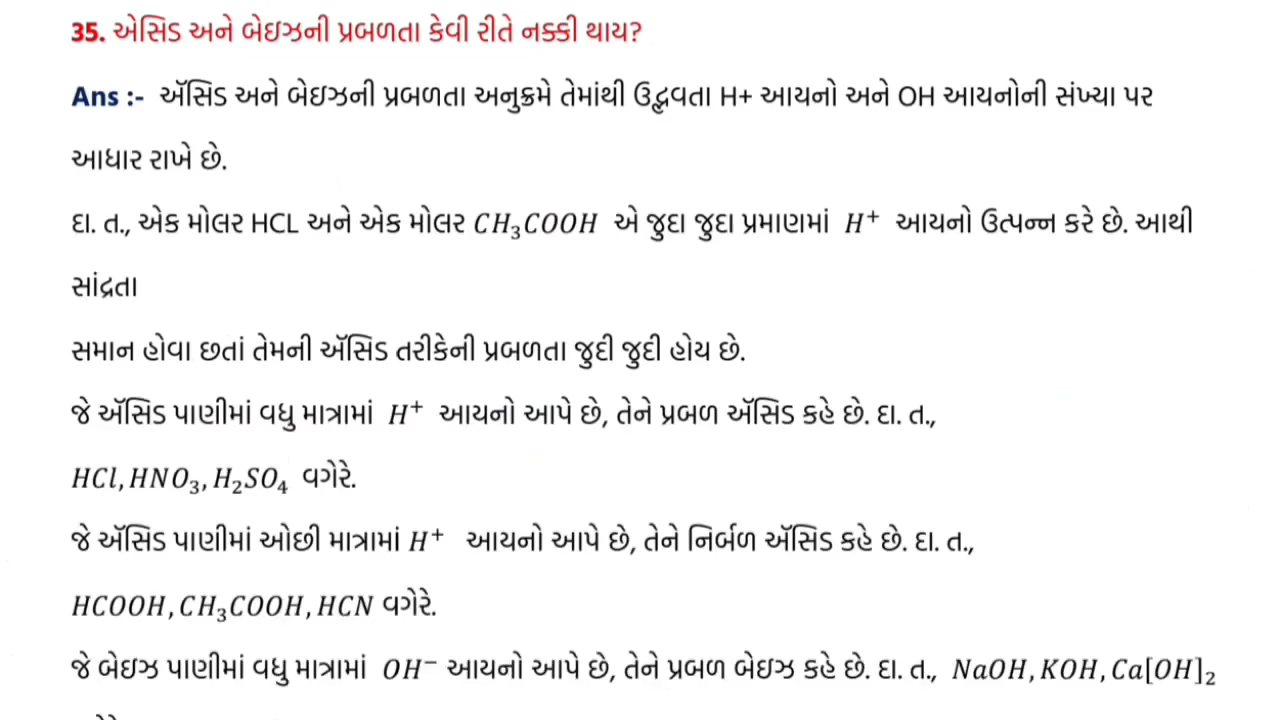 35. એસિડ અને બેઇઝની પ્રબળતા કેવી રીતે નક્કી થાય?
Ans :- ઍસિડ અને બેઇઝની પ્રબળતા અનુક્રમે તેમાંથી ઉદ્ભવતા H+ આયનો અને OH આયનોની સંખ્યા પર
આધાર રાખે છે.
દા. ત., એક મોલર HCL અને એક મોલર CH₃COOH એ જુદા જુદા પ્રમાણમાં H⁺ આયનો ઉત્પન્ન કરે છે. આથી
સાંદ્રતા
સમાન હોવા છતાં તેમની ઍસિડ તરીકેની પ્રબળતા જુદી જુદી હોય છે.
જે ઍસિડ પાણીમાં વધુ માત્રામાં H⁺ આયનો આપે છે, તેને પ્રબળ ઍસિડ કહે છે. દા. ત.,
HCl, HNO₃, H₂SO₄ વગેરે.
જે ઍસિડ પાણીમાં ઓછી માત્રામાં H⁺ આયનો આપે છે, તેને નિર્બળ ઍસિડ કહે છે. દા. ત.,
HCOOH, CH₃COOH, HCN વગેરે.
જે બેઇઝ પાણીમાં વધુ માત્રામાં OH⁻ આયનો આપે છે, તેને પ્રબળ બેઇઝ કહે છે. દા. ત., NaOH, KOH, Ca[OH]₂